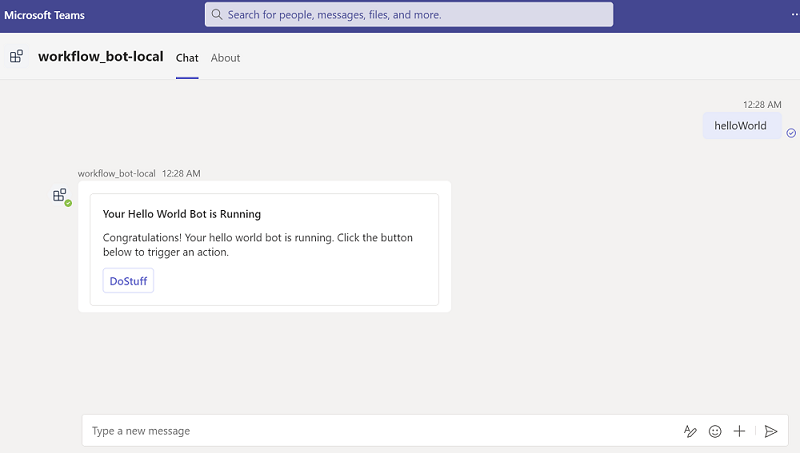 Microsoft Teams
Search for people, messages, files, and more.
workflow_bot-local
Chat
About
12:28 AM
helloWorld
workflow_bot-local 12:28 AM
Your Hello World Bot is Running
Congratulations! Your hello world bot is running. Click the button
below to trigger an action.
DoStuff
Type a new message